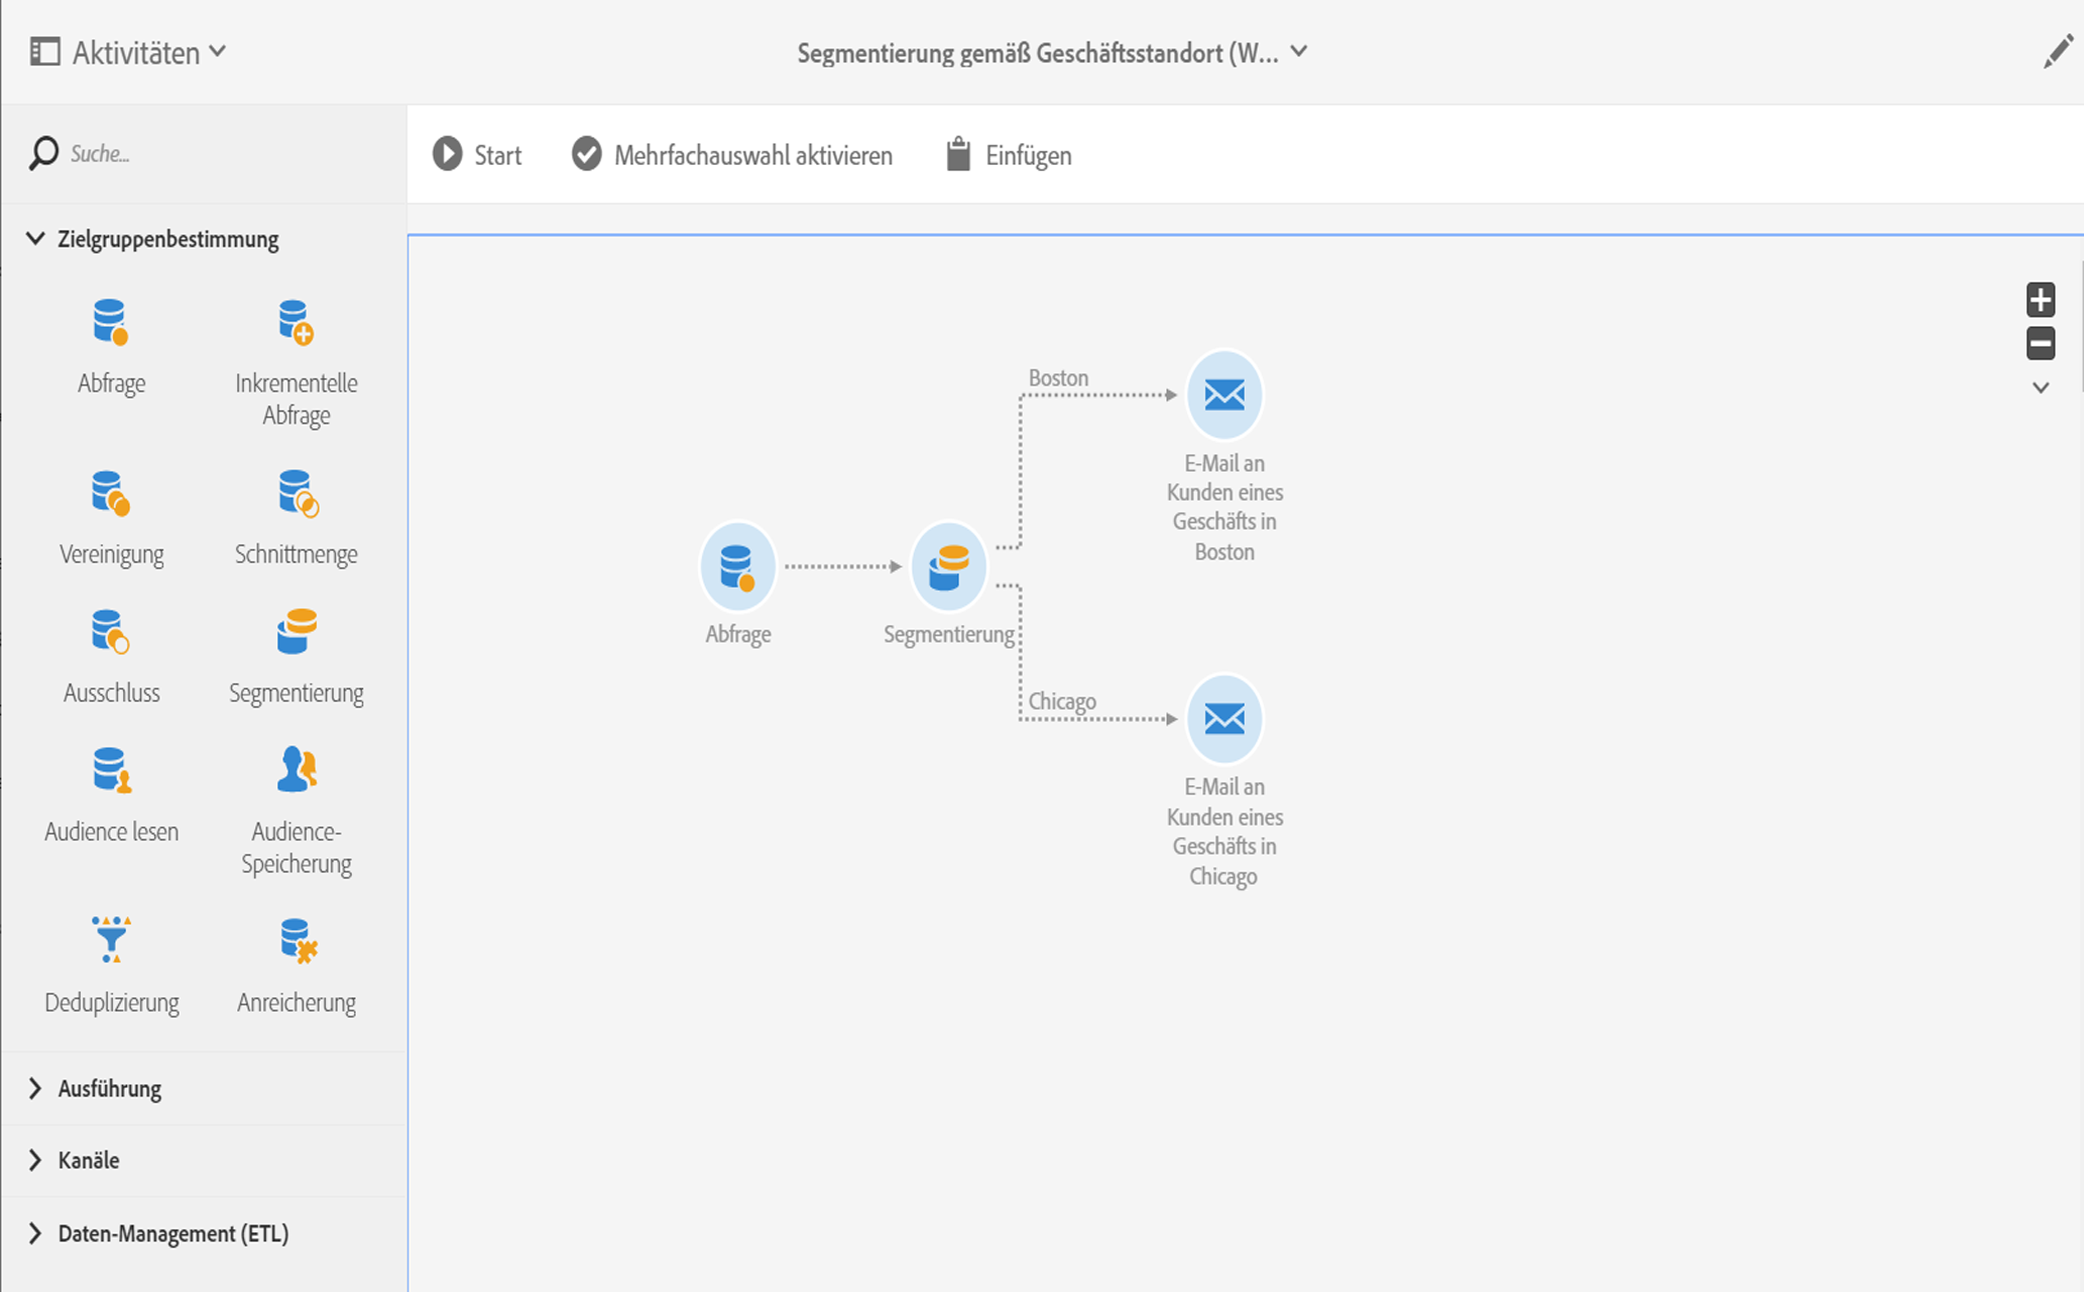 Aktivitäten
Segmentierung gemäß Geschäftsstandort (W...
Suche...
Start
Mehrfachauswahl aktivieren
Einfügen
Zielgruppenbestimmung
Abfrage
Inkrementelle
Abfrage
Vereinigung
Schnittmenge
Ausschluss
Segmentierung
Audience lesen
Audience-
Speicherung
Deduplizierung
Anreicherung
Ausführung
Kanäle
Daten-Management (ETL)
Abfrage
Segmentierung
Boston
E-Mail an
Kunden eines
Geschäfts in
Boston
Chicago
E-Mail an
Kunden eines
Geschäfts in
Chicago